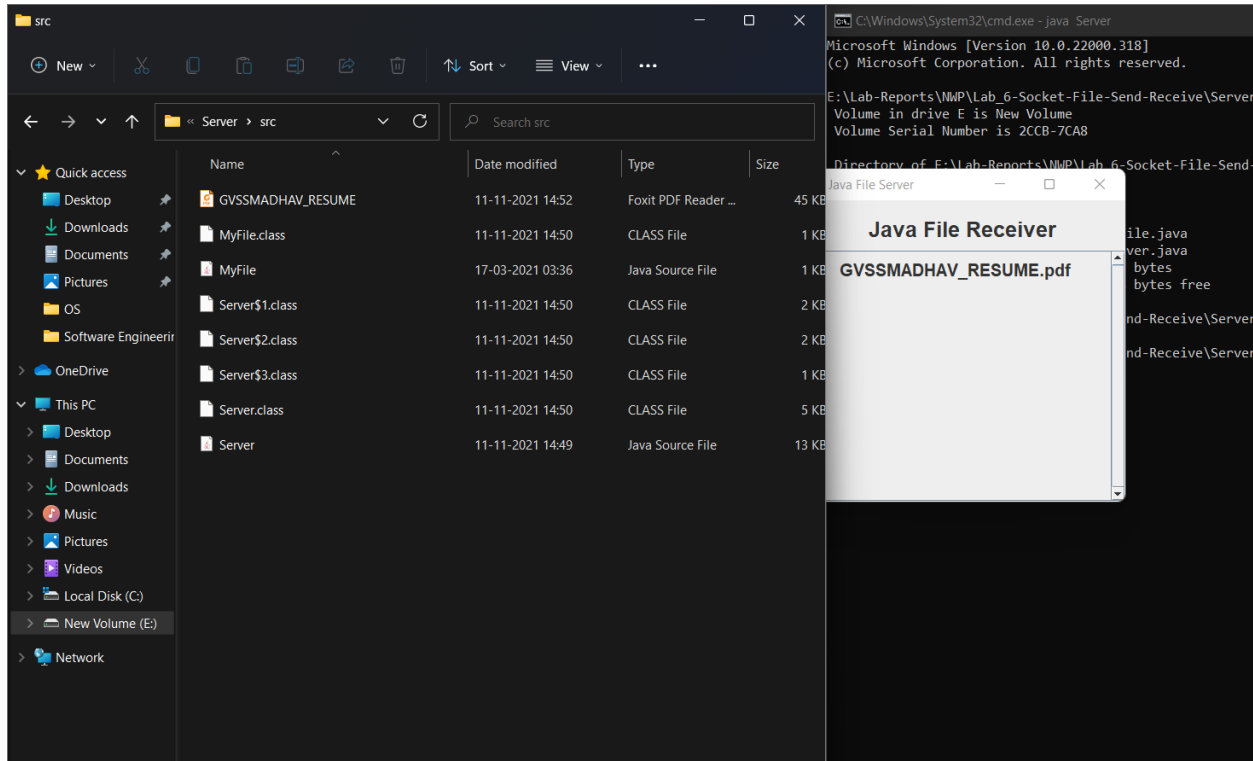 src
New
Sort
View
« Server > src
Search src
Quick access
Desktop
Downloads
Documents
Pictures
OS
Software Engineerin
OneDrive
This PC
Desktop
Documents
Downloads
Music
Pictures
Videos
Local Disk (C:)
New Volume (E:)
Network
Name Date modified Type Size
GVSSMADHAV_RESUME 11-11-2021 14:52 Foxit PDF Reader ... 45 KB
MyFile.class 11-11-2021 14:50 CLASS File 1 KB
MyFile 17-03-2021 03:36 Java Source File 1 KB
Server$1.class 11-11-2021 14:50 CLASS File 2 KB
Server$2.class 11-11-2021 14:50 CLASS File 2 KB
Server$3.class 11-11-2021 14:50 CLASS File 1 KB
Server.class 11-11-2021 14:50 CLASS File 5 KB
Server 11-11-2021 14:49 Java Source File 13 KB
C:\Windows\System32\cmd.exe - java Server
Microsoft Windows [Version 10.0.22000.318]
(c) Microsoft Corporation. All rights reserved.
E:\Lab-Reports\NWP\Lab_6-Socket-File-Send-Receive\Server
Volume in drive E is New Volume
Volume Serial Number is 2CCB-7CA8
Directory of E:\Lab-Reports\NWP\Lab_6-Socket-File-Send-
Java File Server
Java File Receiver
GVSSMADHAV_RESUME.pdf
ile.java
ver.java
bytes
bytes free
nd-Receive\Server
nd-Receive\Server